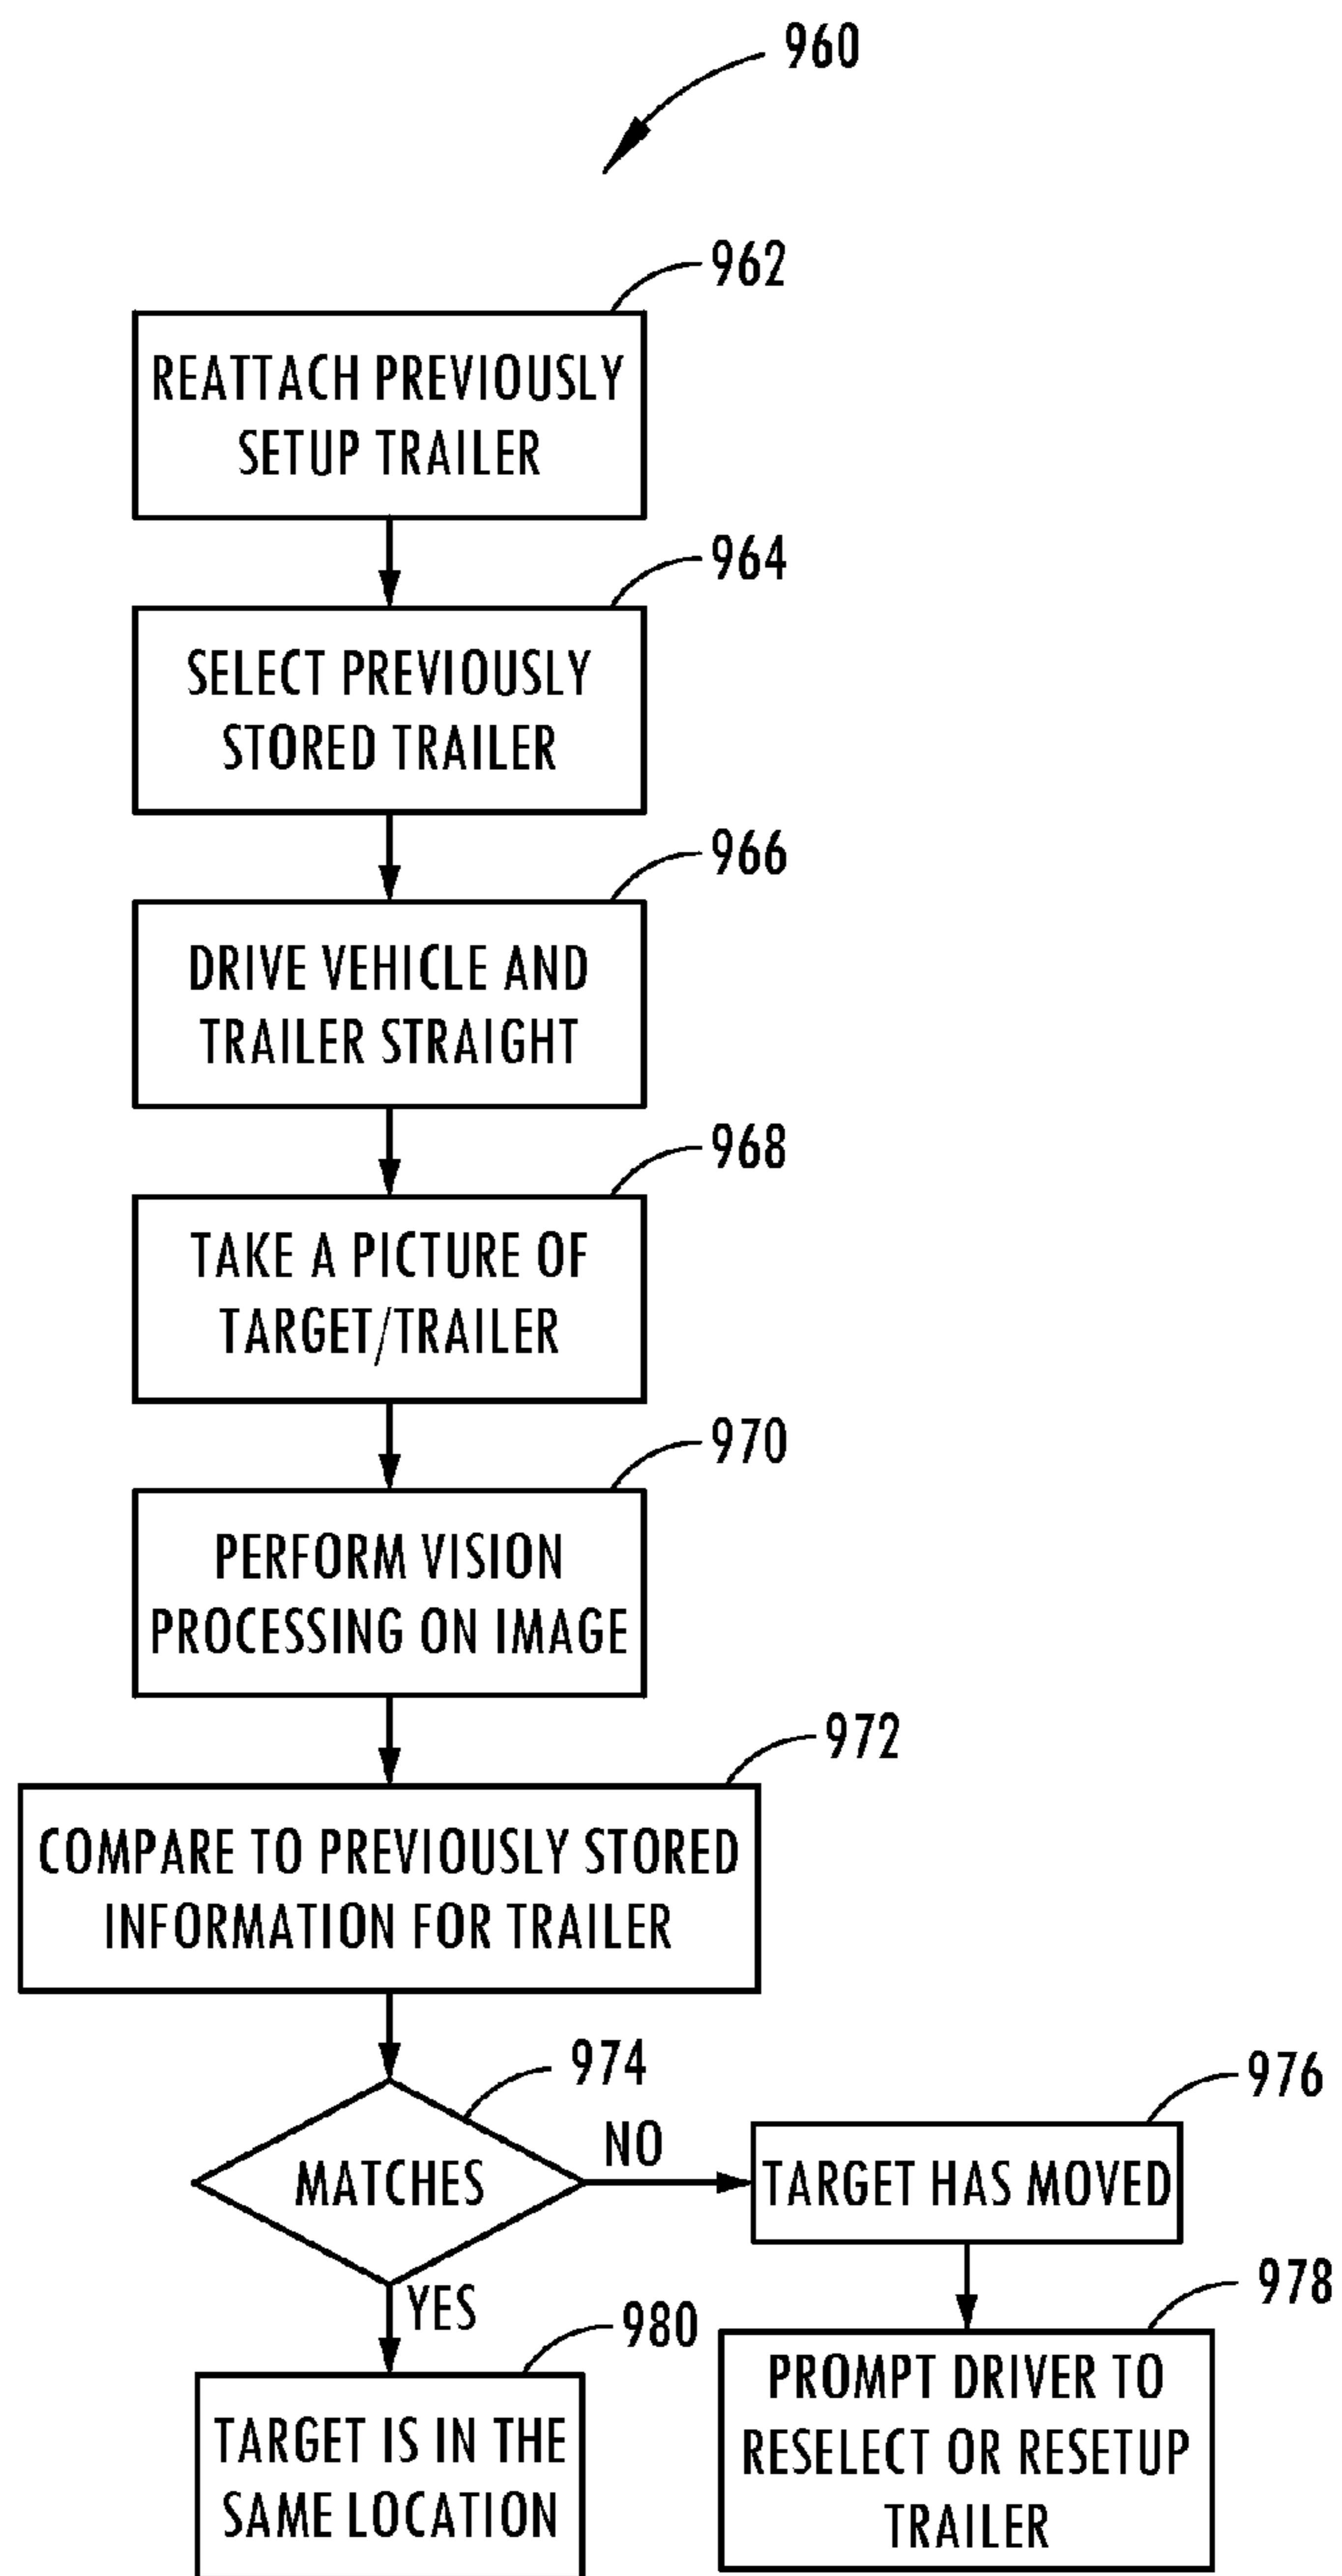 960
962
REATTACH PREVIOUSLY
SETUP TRAILER
964
SELECT PREVIOUSLY
STORED TRAILER
966
DRIVE VEHICLE AND
TRAILER STRAIGHT
968
TAKE A PICTURE OF
TARGET/TRAILER
970
PERFORM VISION
PROCESSING ON IMAGE
972
COMPARE TO PREVIOUSLY STORED
INFORMATION FOR TRAILER
974
MATCHES
NO
976
TARGET HAS MOVED
978
PROMPT DRIVER TO
RESELECT OR RESETUP
TRAILER
YES
980
TARGET IS IN THE
SAME LOCATION